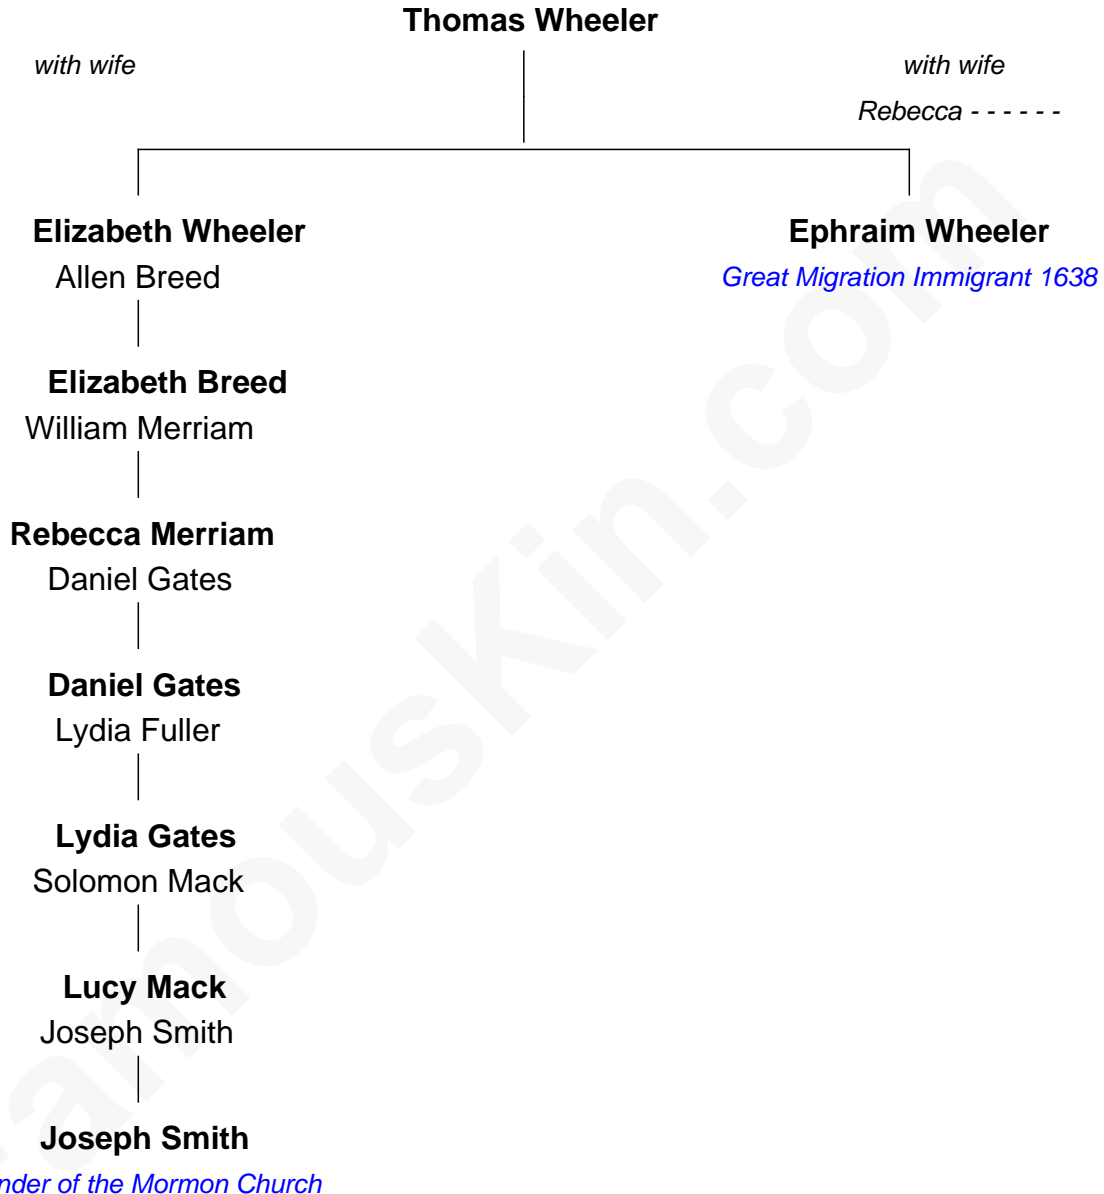 Thomas Wheeler
with wife
with wife
Rebecca - - - - - -
Elizabeth Wheeler
Allen Breed
Ephraim Wheeler
Great Migration Immigrant 1638
Elizabeth Breed
William Merriam
Rebecca Merriam
Daniel Gates
Daniel Gates
Lydia Fuller
Lydia Gates
Solomon Mack
Lucy Mack
Joseph Smith
Joseph Smith
nder of the Mormon Church
famouskin.com